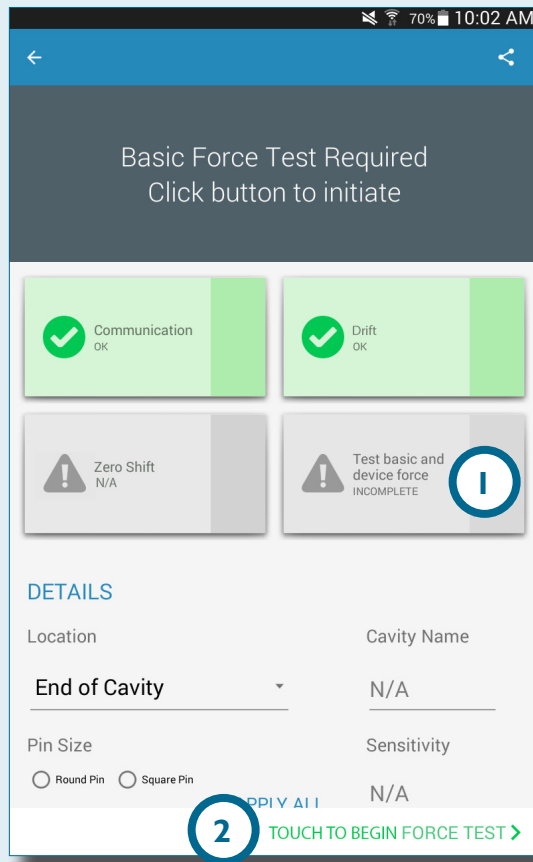 70% 10:02 AM
Basic Force Test Required
Click button to initiate
Communication
OK
Drift
OK
Zero Shift
N/A
Test basic and
device force
INCOMPLETE
1
DETAILS
Location
Cavity Name
End of Cavity
N/A
Pin Size
Sensitivity
Round Pin
Square Pin
N/A
ALL
2
TOUCH TO BEGIN FORCE TEST